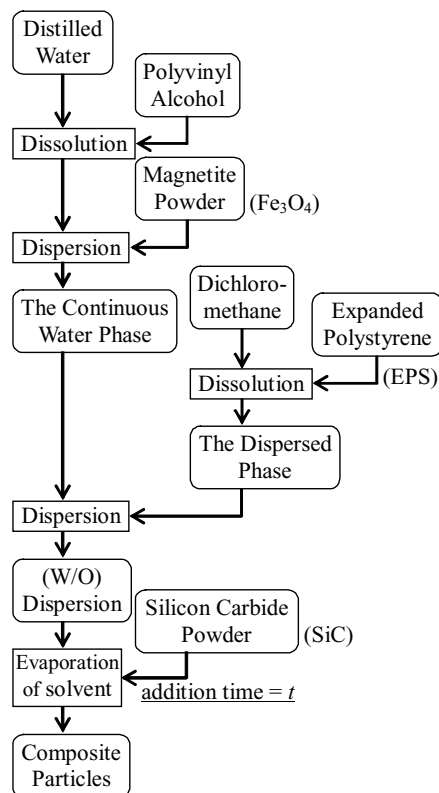 Distilled
Water
Polyvinyl
Alcohol
Dissolution
Magnetite
Powder
(Fe₃O₄)
Dispersion
The Continuous
Water Phase
Dichloro-
methane
Expanded
Polystyrene
(EPS)
Dissolution
The Dispersed
Phase
Dispersion
(W/O)
Dispersion
Silicon Carbide
Powder
(SiC)
Evaporation
of solvent
addition time = t
Composite
Particles